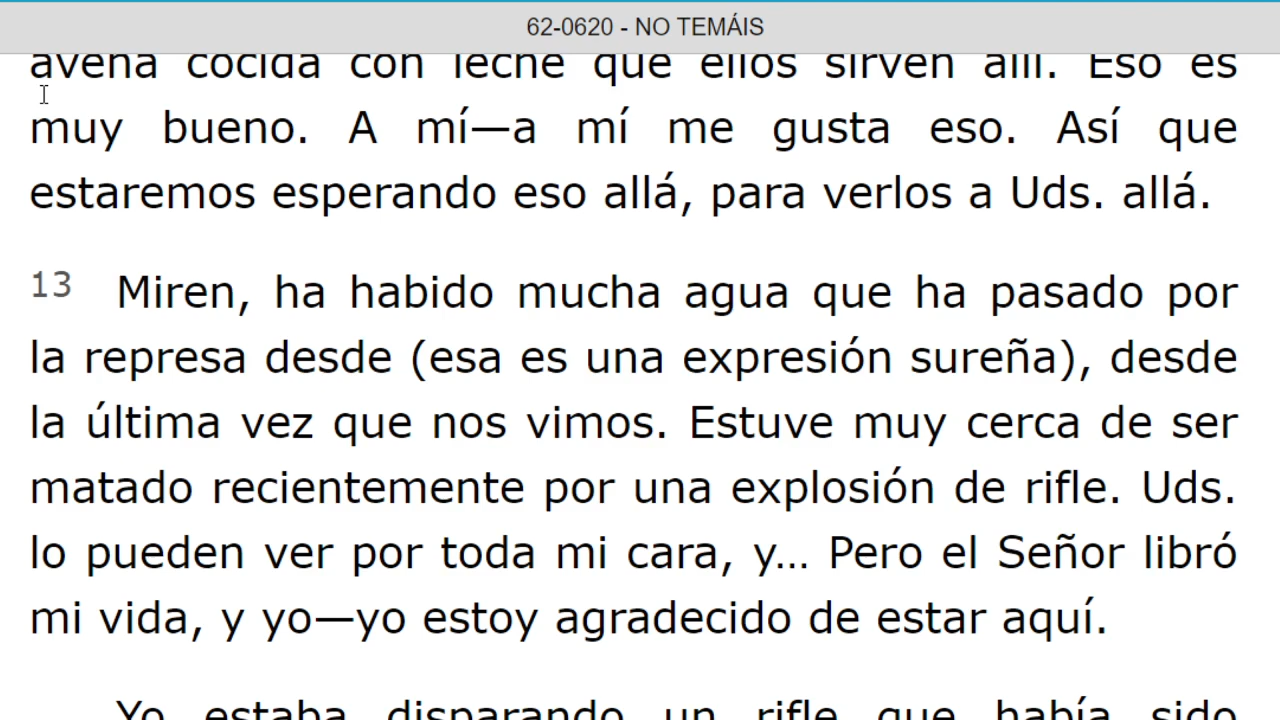 62-0620 - NO TEMÁIS
avena cocida con leche que ellos sirven allí. Eso es
muy bueno. A mí—a mí me gusta eso. Así que
estaremos esperando eso allá, para verlos a Uds. allá.
13 Miren, ha habido mucha agua que ha pasado por
la represa desde (esa es una expresión sureña), desde
la última vez que nos vimos. Estuve muy cerca de ser
matado recientemente por una explosión de rifle. Uds.
lo pueden ver por toda mi cara, y… Pero el Señor libró
mi vida, y yo—yo estoy agradecido de estar aquí.
Yo estaba disparando un rifle que había sido